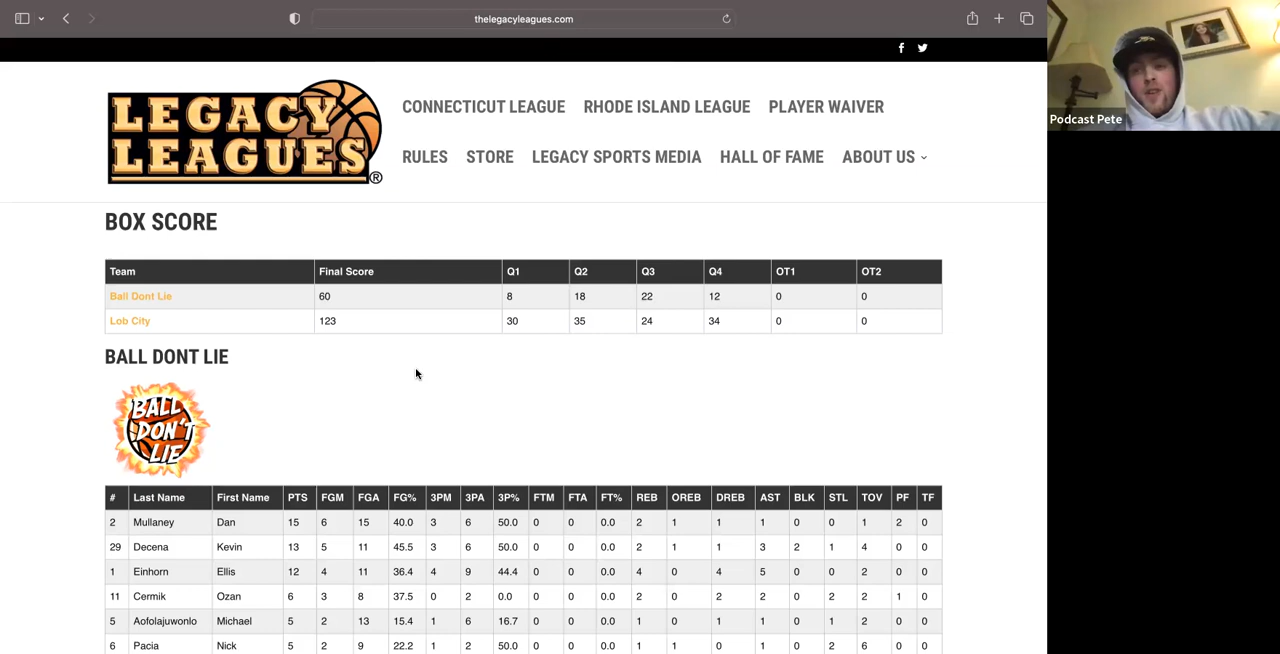 thelegacyleagues.com
LEGACY
LEAGUES®
CONNECTICUT LEAGUE RHODE ISLAND LEAGUE PLAYER WAIVER
RULES STORE LEGACY SPORTS MEDIA HALL OF FAME ABOUT US
Podcast Pete
BOX SCORE
Team Final Score Q1 Q2 Q3 Q4 OT1 OT2
Ball Dont Lie 60 8 18 22 12 0 0
Lob City 123 30 35 24 34 0 0
BALL DONT LIE
BALL
DON'T
LIE
# Last Name First Name PTS FGM FGA FG% 3PM 3PA 3P% FTM FTA FT% REB OREB DREB AST BLK STL TOV PF TF
2 Mullaney Dan 15 6 15 40.0 3 6 50.0 0 0 0.0 2 1 1 1 0 0 1 2 0
29 Decena Kevin 13 5 11 45.5 3 6 50.0 0 0 0.0 2 1 1 3 2 1 4 0 0
1 Einhorn Ellis 12 4 11 36.4 4 9 44.4 0 0 0.0 4 0 4 5 0 0 2 0 0
11 Cermik Ozan 6 3 8 37.5 0 2 0.0 0 0 0.0 2 0 2 2 0 2 2 1 0
5 Aofolajuwonlo Michael 5 2 13 15.4 1 6 16.7 0 0 0.0 1 0 1 1 0 1 2 0 0
6 Pacia Nick 5 2 9 22.2 1 2 50.0 0 0 0.0 1 1 0 1 0 2 6 0 0